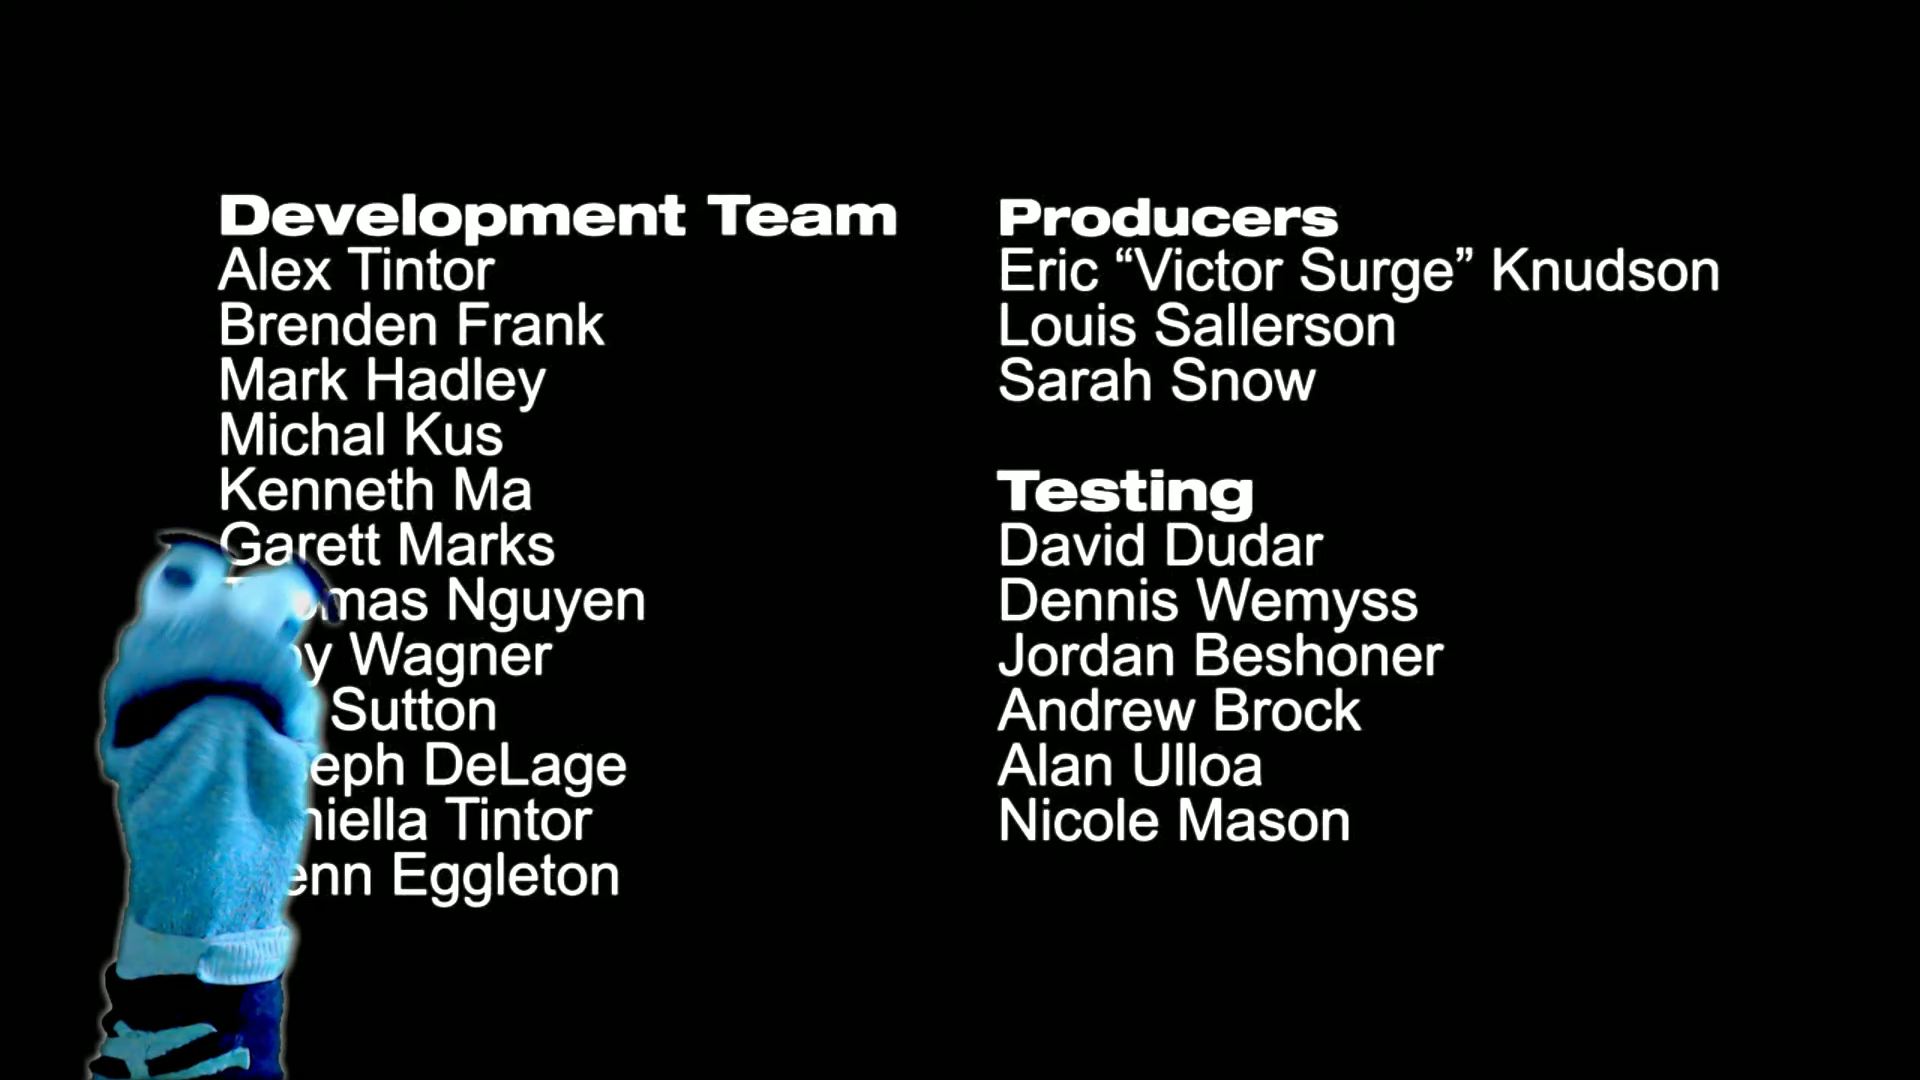 Development Team
Alex Tintor
Brenden Frank
Mark Hadley
Michal Kus
Kenneth Ma
Garett Marks
Nguyen
Wagner
Sutton
DeLage
Tintor
Eggleton
Producers
Eric “Victor Surge” Knudson
Louis Sallerson
Sarah Snow
Testing
David Dudar
Dennis Wemyss
Jordan Beshoner
Andrew Brock
Alan Ulloa
Nicole Mason